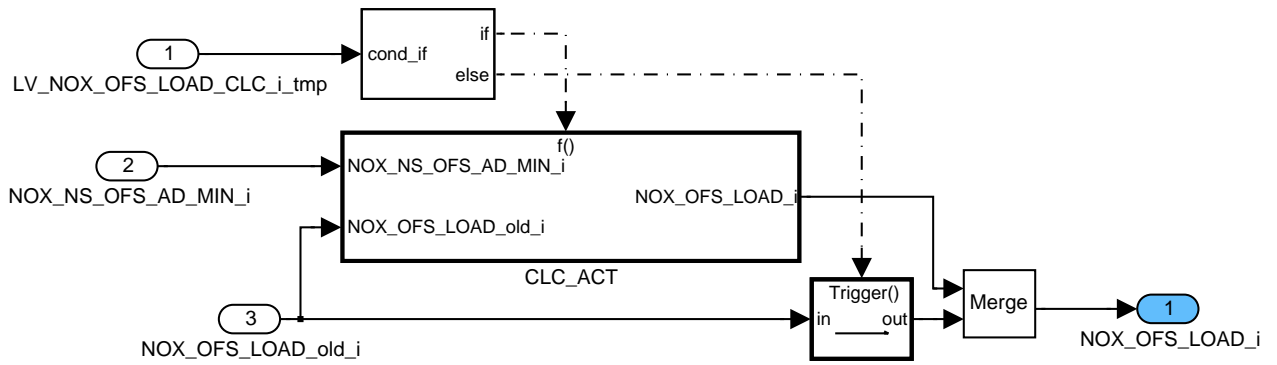 1
LV_NOX_OFS_LOAD_CLC_i_tmp
cond_if
if
else
2
NOX_NS_OFS_AD_MIN_i
f()
NOX_NS_OFS_AD_MIN_i
NOX_OFS_LOAD_old_i
NOX_OFS_LOAD_i
CLC_ACT
3
NOX_OFS_LOAD_old_i
Trigger()
in
out
Merge
1
NOX_OFS_LOAD_i